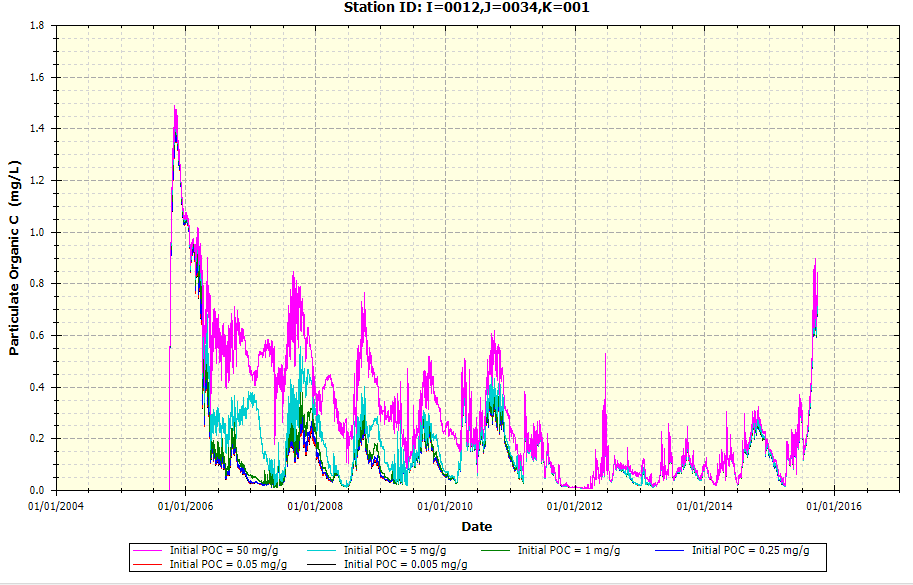 Station ID: I=0012,J=0034,K=001
1.8
1.6
1.4
1.2
1.0
0.8
0.6
0.4
0.2
0.0
Particulate Organic C (mg/L)
01/01/2004 01/01/2006 01/01/2008 01/01/2010 01/01/2012 01/01/2014 01/01/2016
Date
Initial POC = 50 mg/g Initial POC = 5 mg/g Initial POC = 1 mg/g Initial POC = 0.25 mg/g
Initial POC = 0.05 mg/g Initial POC = 0.005 mg/g